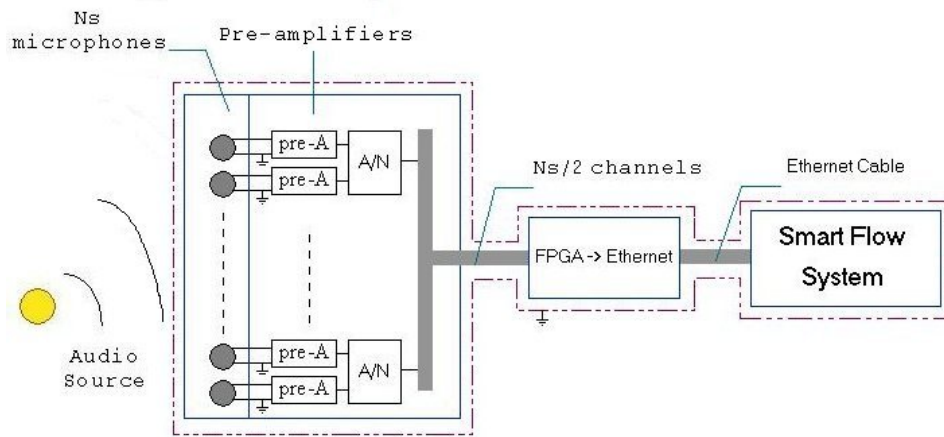 Ns
microphones
Pre-amplifiers
pre-A
pre-A
A/N
Ns/2 channels
Ethernet Cable
FPGA -> Ethernet
Smart Flow
System
Audio
Source
pre-A
pre-A
A/N